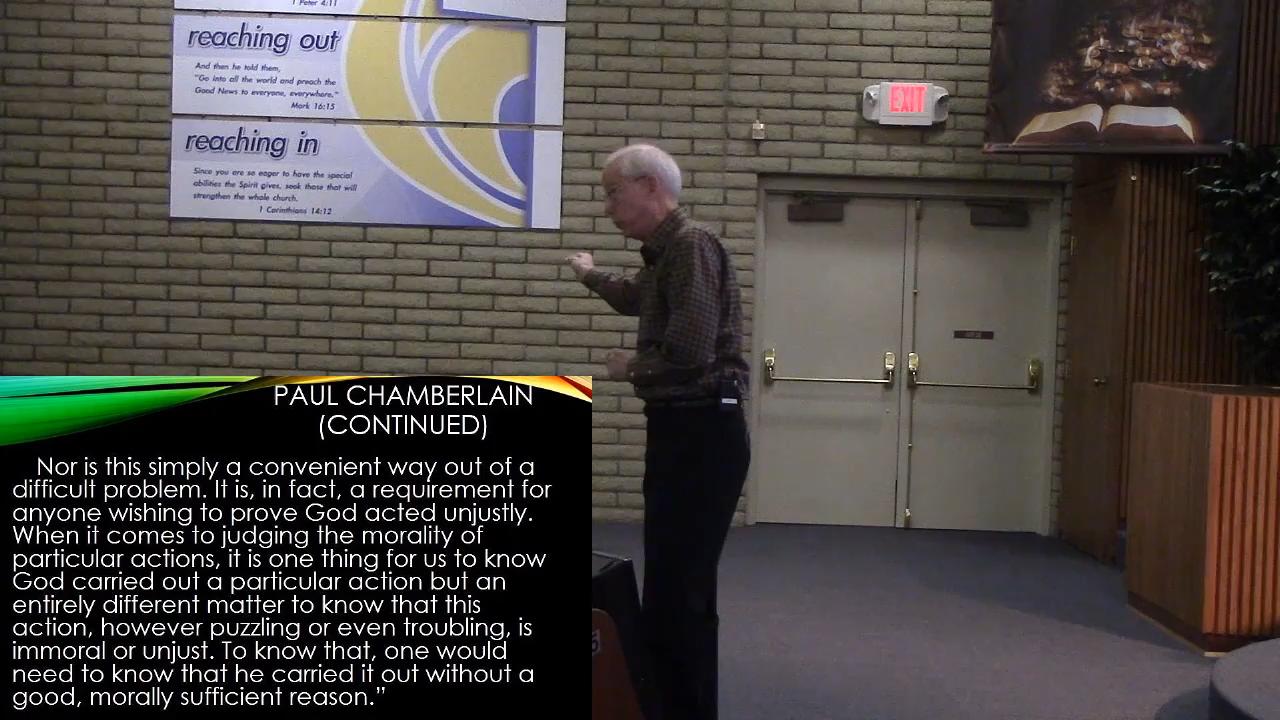 1 Peter 4:11
reaching out
And then he told them,
"Go into all the world and preach the
Good News to everyone, everywhere."
Mark 16:15
reaching in
Since you are so eager to have the special
abilities the Spirit gives, seek those that will
strengthen the whole church.
1 Corinthians 14:12
EXIT
PAUL CHAMBERLAIN
(CONTINUED)
Nor is this simply a convenient way out of a
difficult problem. It is, in fact, a requirement for
anyone wishing to prove God acted unjustly.
When it comes to judging the morality of
particular actions, it is one thing for us to know
God carried out a particular action but an
entirely different matter to know that this
action, however puzzling or even troubling, is
immoral or unjust. To know that, one would
need to know that he carried it out without a
good, morally sufficient reason.”